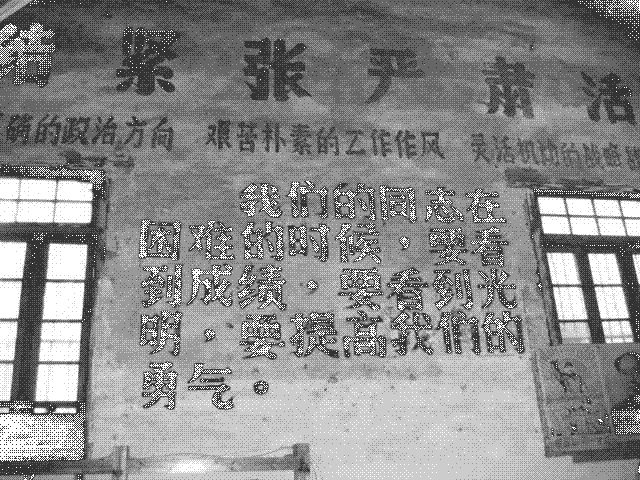 结 紧 张 严 肃 活
确的政治方向 艰苦朴素的工作作风 灵活机动的战略战
我们的同志在
困难的时候，要看
到成绩，要看到光
明，要提高我们的
勇气。